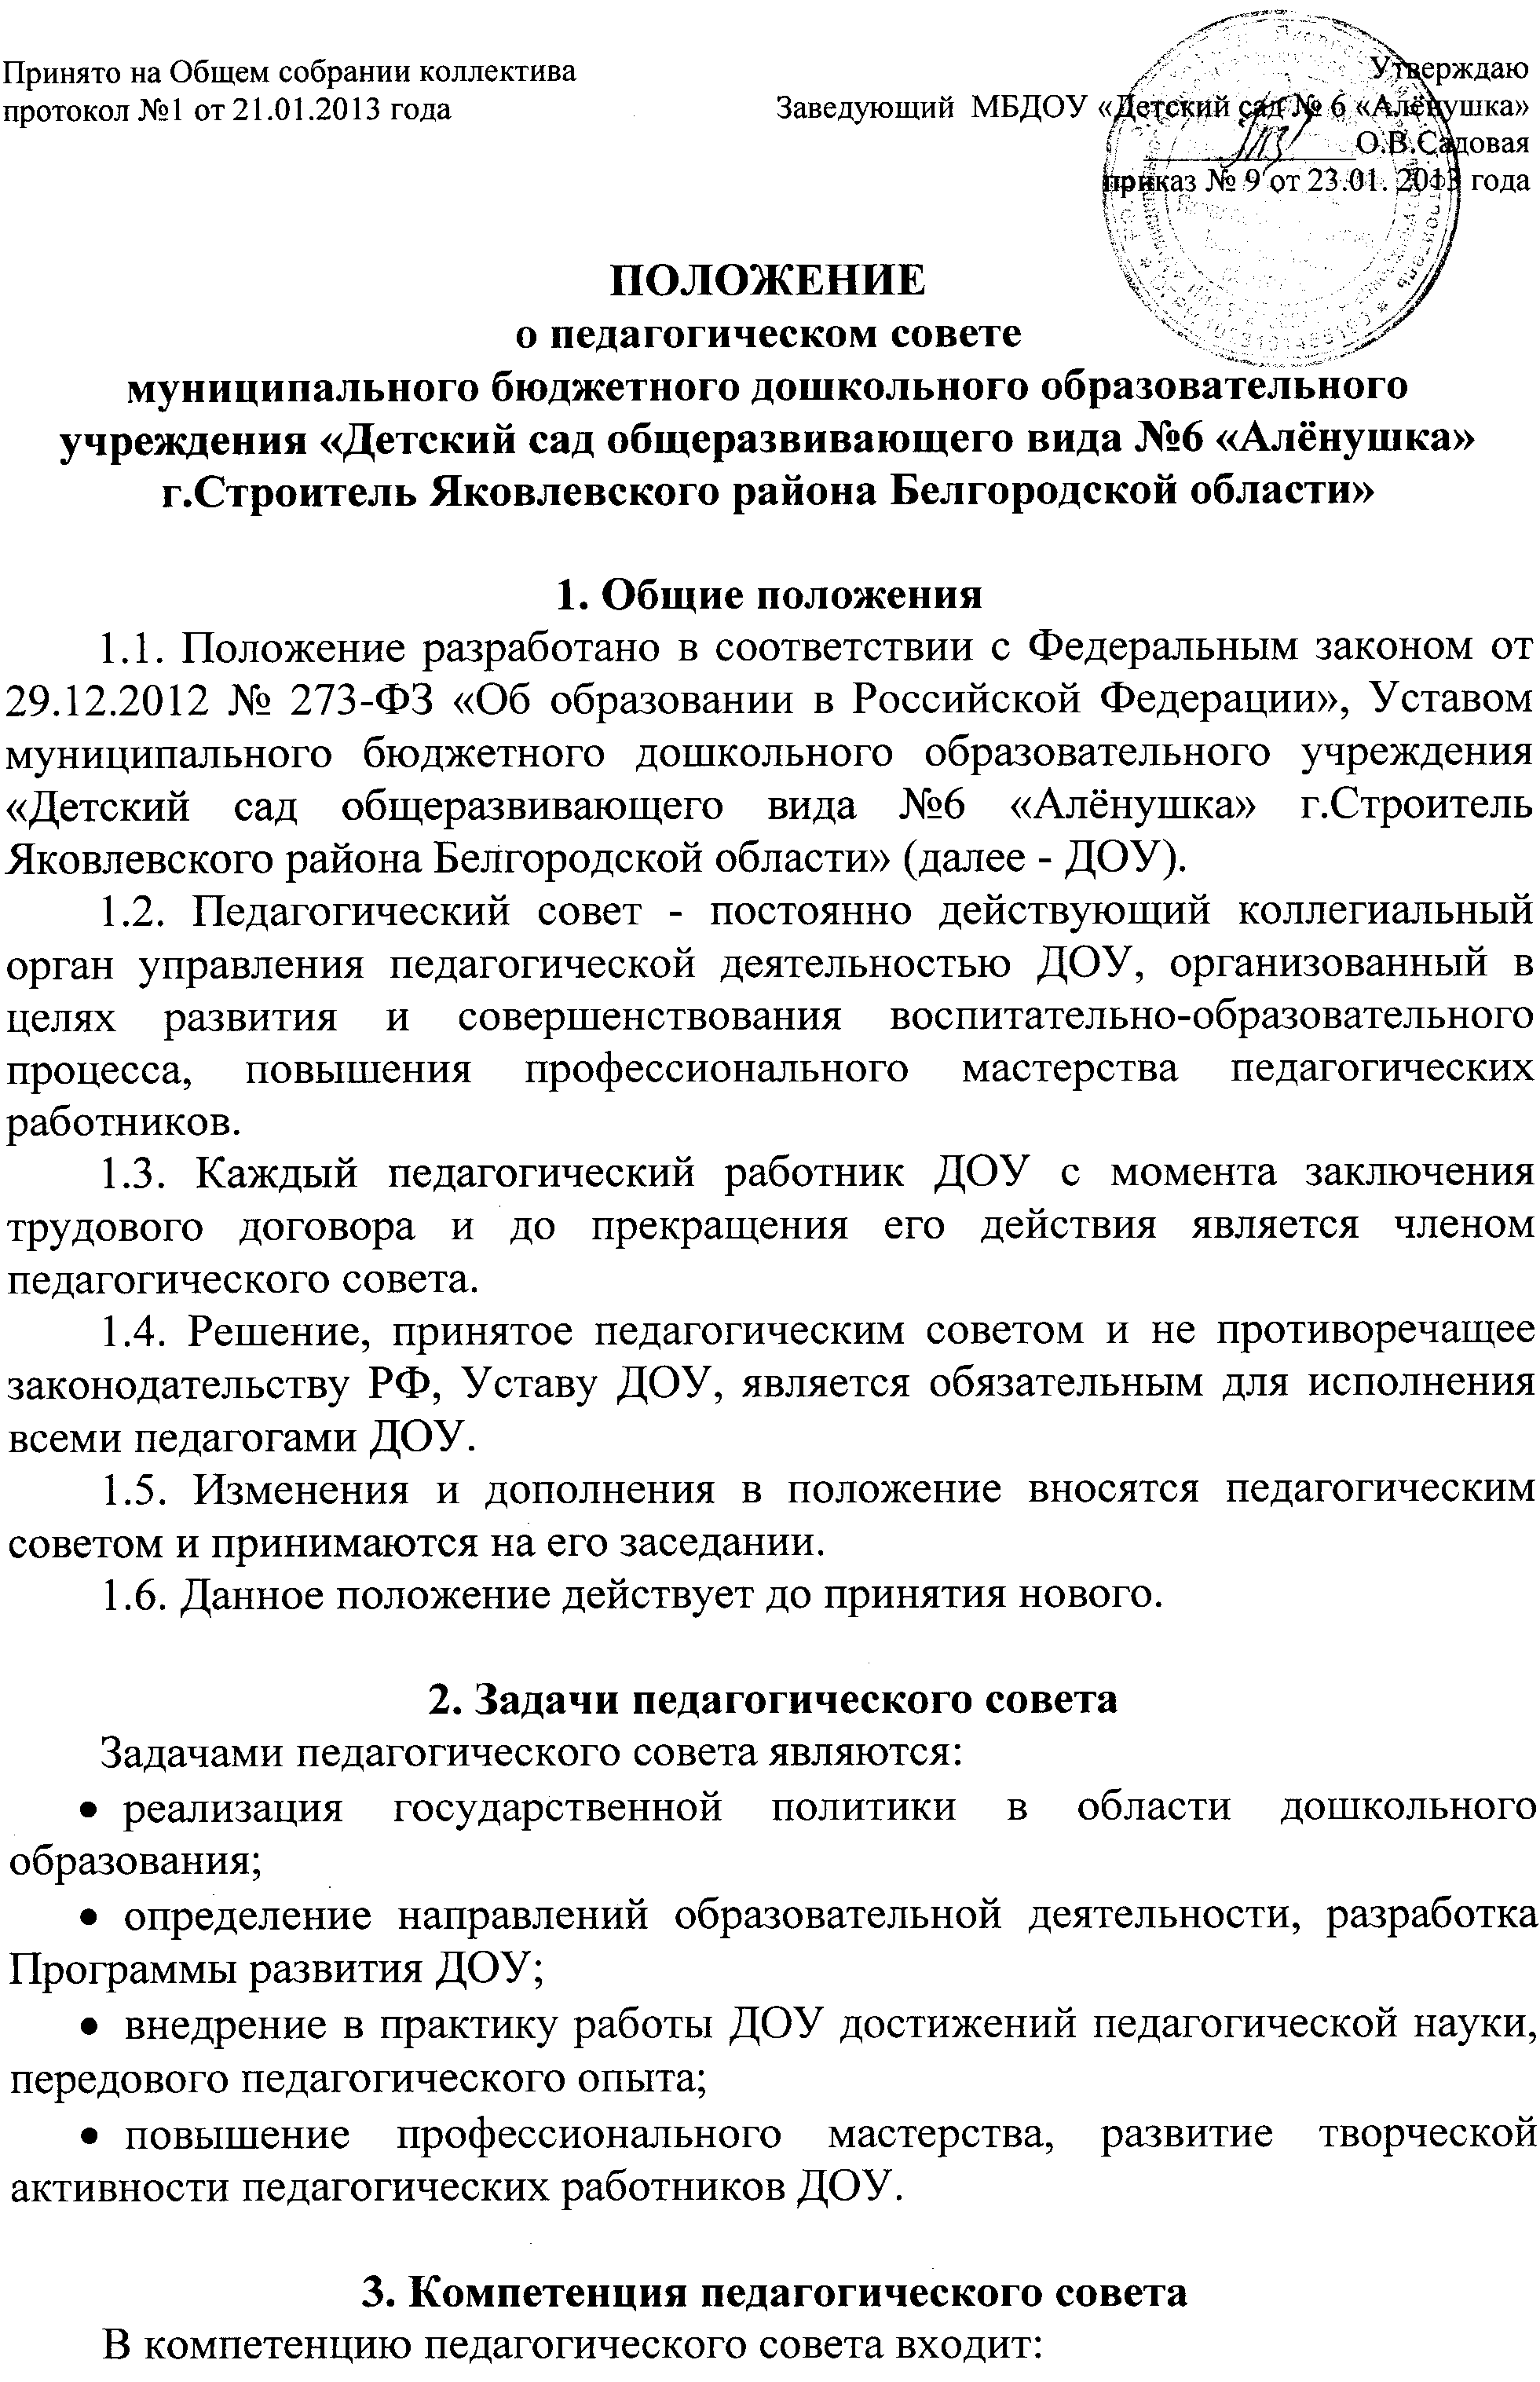 Принято на Общем собрании коллектива
протокол №1 от 21.01.2013 года
Утверждаю
Заведующий МБДОУ «Детский сад № 6 «Алёнушка»
О.В.Садовая
приказ № 9 от 23.01. 2013 года
ПОЛОЖЕНИЕ
о педагогическом совете
муниципального бюджетного дошкольного образовательного
учреждения «Детский сад общеразвивающего вида №6 «Алёнушка»
г.Строитель Яковлевского района Белгородской области»
1. Общие положения
1.1. Положение разработано в соответствии с Федеральным законом от
29.12.2012 № 273-ФЗ «Об образовании в Российской Федерации», Уставом
муниципального бюджетного дошкольного образовательного учреждения
«Детский сад общеразвивающего вида №6 «Алёнушка» г.Строитель
Яковлевского района Белгородской области» (далее - ДОУ).
1.2. Педагогический совет - постоянно действующий коллегиальный
орган управления педагогической деятельностью ДОУ, организованный в
целях развития и совершенствования воспитательно-образовательного
процесса, повышения профессионального мастерства педагогических
работников.
1.3. Каждый педагогический работник ДОУ с момента заключения
трудового договора и до прекращения его действия является членом
педагогического совета.
1.4. Решение, принятое педагогическим советом и не противоречащее
законодательству РФ, Уставу ДОУ, является обязательным для исполнения
всеми педагогами ДОУ.
1.5. Изменения и дополнения в положение вносятся педагогическим
советом и принимаются на его заседании.
1.6. Данное положение действует до принятия нового.
2. Задачи педагогического совета
Задачами педагогического совета являются:
• реализация государственной политики в области дошкольного
образования;
• определение направлений образовательной деятельности, разработка
Программы развития ДОУ;
• внедрение в практику работы ДОУ достижений педагогической науки,
передового педагогического опыта;
• повышение профессионального мастерства, развитие творческой
активности педагогических работников ДОУ.
3. Компетенция педагогического совета
В компетенцию педагогического совета входит: